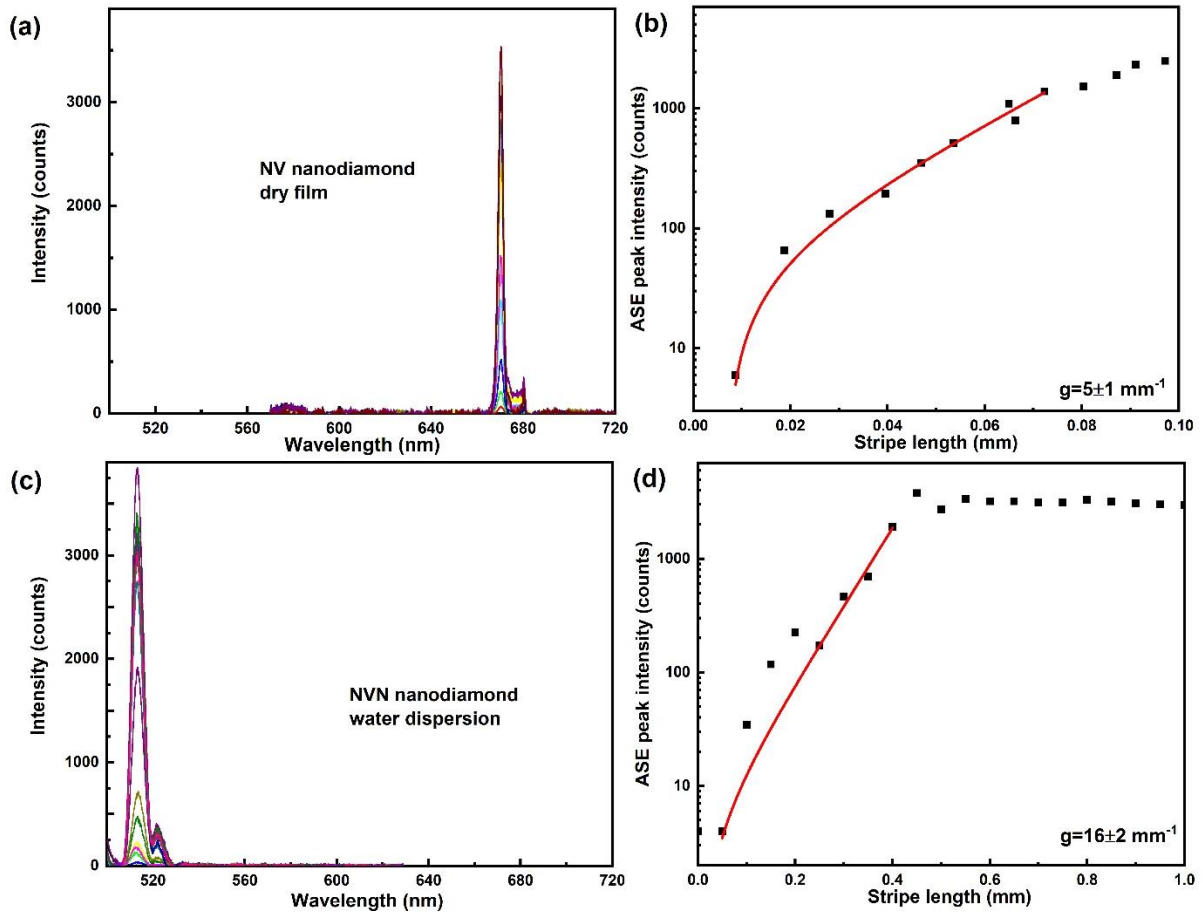 (a)
Intensity (counts)
3000
2000
1000
0
NV nanodiamond
dry film
520
560
600
640
680
720
Wavelength (nm)
(b)
ASE peak intensity (counts)
1000
100
10
g=5±1 mm⁻¹
0.00
0.02
0.04
0.06
0.08
0.10
Stripe length (mm)
(c)
Intensity (counts)
3000
2000
1000
0
NVN nanodiamond
water dispersion
520
560
600
640
680
720
Wavelength (nm)
(d)
ASE peak intensity (counts)
1000
100
10
g=16±2 mm⁻¹
0.0
0.2
0.4
0.6
0.8
1.0
Stripe length (mm)